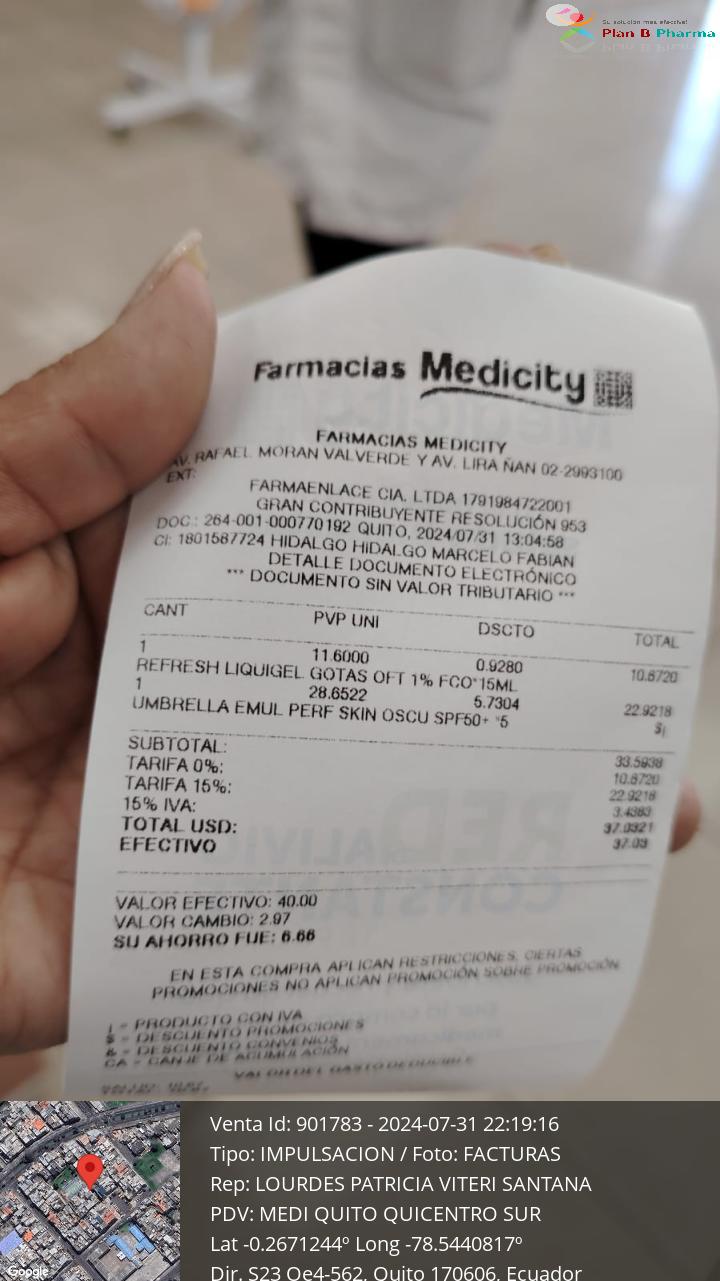 Su solución más efectiva!
Plan B Pharma
Farmacias Medicity
FARMACIAS MEDICITY
AV. RAFAEL MORAN VALVERDE Y AV. LIRA ÑAN 02-2993100
EXT:
FARMAENLACE CIA. LTDA 1791984722001
GRAN CONTRIBUYENTE RESOLUCIÓN 953
DOC.: 264-001-000770192 QUITO, 2024/07/31 13:04:58
CI: 1801587724 HIDALGO HIDALGO MARCELO FABIAN
DETALLE DOCUMENTO ELECTRÓNICO
*** DOCUMENTO SIN VALOR TRIBUTARIO ***
CANT PVP UNI DSCTO TOTAL
1 11.6000 0.9280 10.6720
REFRESH LIQUIGEL GOTAS OFT 1% FCO*15ML
1 28.6522 5.7304 22.9218
UMBRELLA EMUL PERF SKIN OSCU SPF50+ *5 $|
SUBTOTAL: 33.5938
TARIFA 0%: 10.6720
TARIFA 15%: 22.9218
15% IVA: 3.4383
TOTAL USD: 37.0321
EFECTIVO 37.03
VALOR EFECTIVO: 40.00
VALOR CAMBIO: 2.97
SU AHORRO FUE: 6.66
EN ESTA COMPRA APLICAN RESTRICCIONES, CIERTAS
PROMOCIONES NO APLICAN PROMOCIÓN SOBRE PROMOCIÓN
| = PRODUCTO CON IVA
$ = DESCUENTO PROMOCIONES
& = DESCUENTO CONVENIOS
CA = CANJE DE ACUMULACIÓN
VALOR DEL GASTO DEDUCIBLE
Venta Id: 901783 - 2024-07-31 22:19:16
Tipo: IMPULSACION / Foto: FACTURAS
Rep: LOURDES PATRICIA VITERI SANTANA
PDV: MEDI QUITO QUICENTRO SUR
Lat -0.2671244º Long -78.5440817º
Dir. S23 Oe4-562, Quito 170606, Ecuador
Google